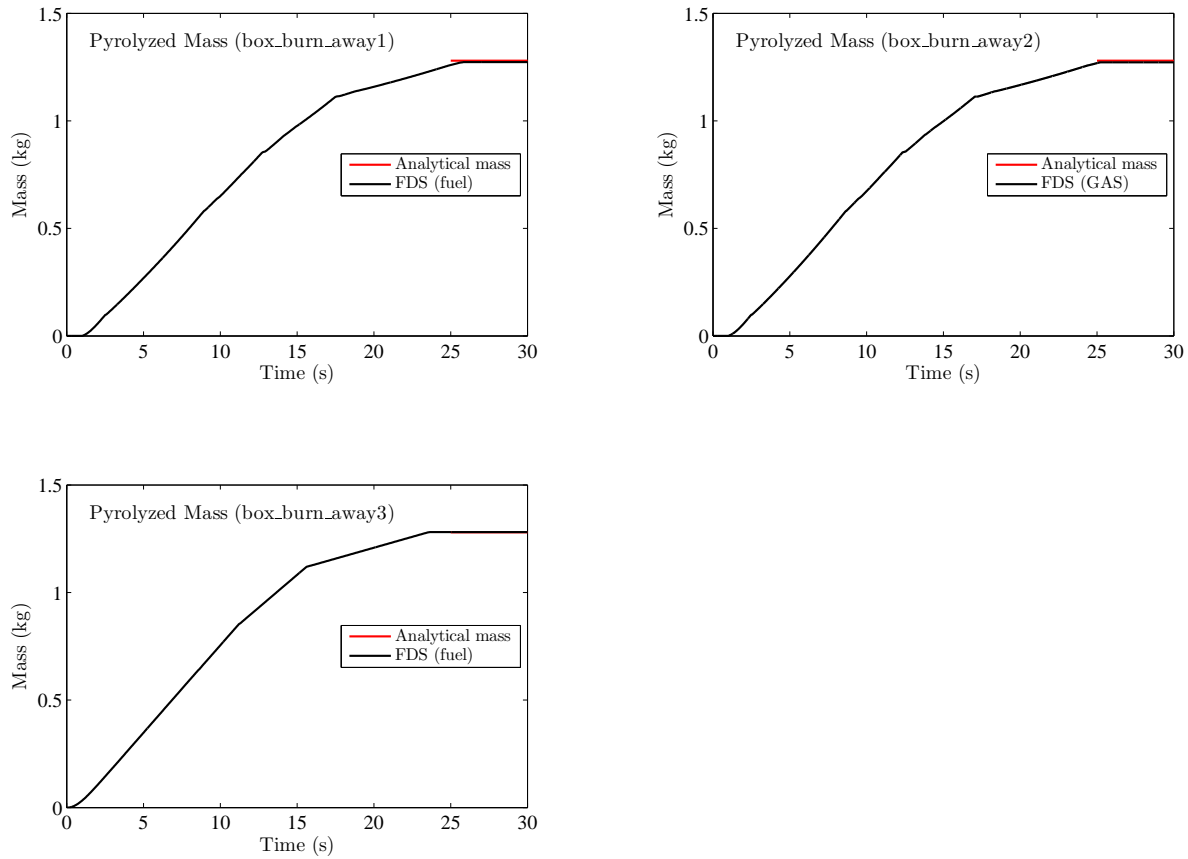 Pyrolyzed Mass (box_burn_away1)
Mass (kg)
1.5
1
0.5
0
Analytical mass
FDS (fuel)
0 5 10 15 20 25 30
Time (s)
Pyrolyzed Mass (box_burn_away2)
Mass (kg)
1.5
1
0.5
0
Analytical mass
FDS (GAS)
0 5 10 15 20 25 30
Time (s)
Pyrolyzed Mass (box_burn_away3)
Mass (kg)
1.5
1
0.5
0
Analytical mass
FDS (fuel)
0 5 10 15 20 25 30
Time (s)